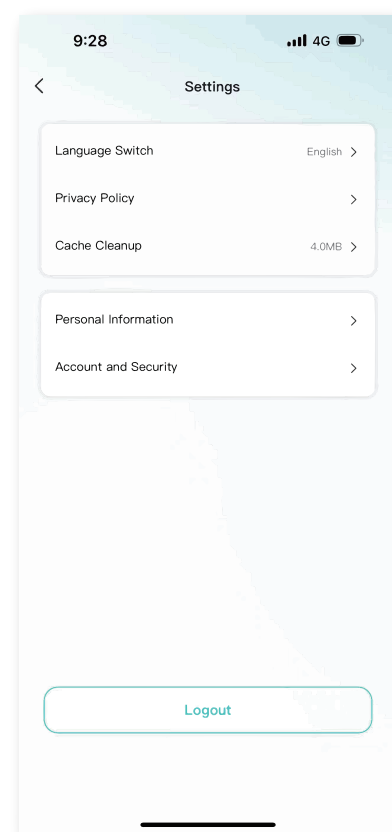 9:28 4G
Settings
Language Switch English
Privacy Policy
Cache Cleanup 4.0MB
Personal Information
Account and Security
Logout